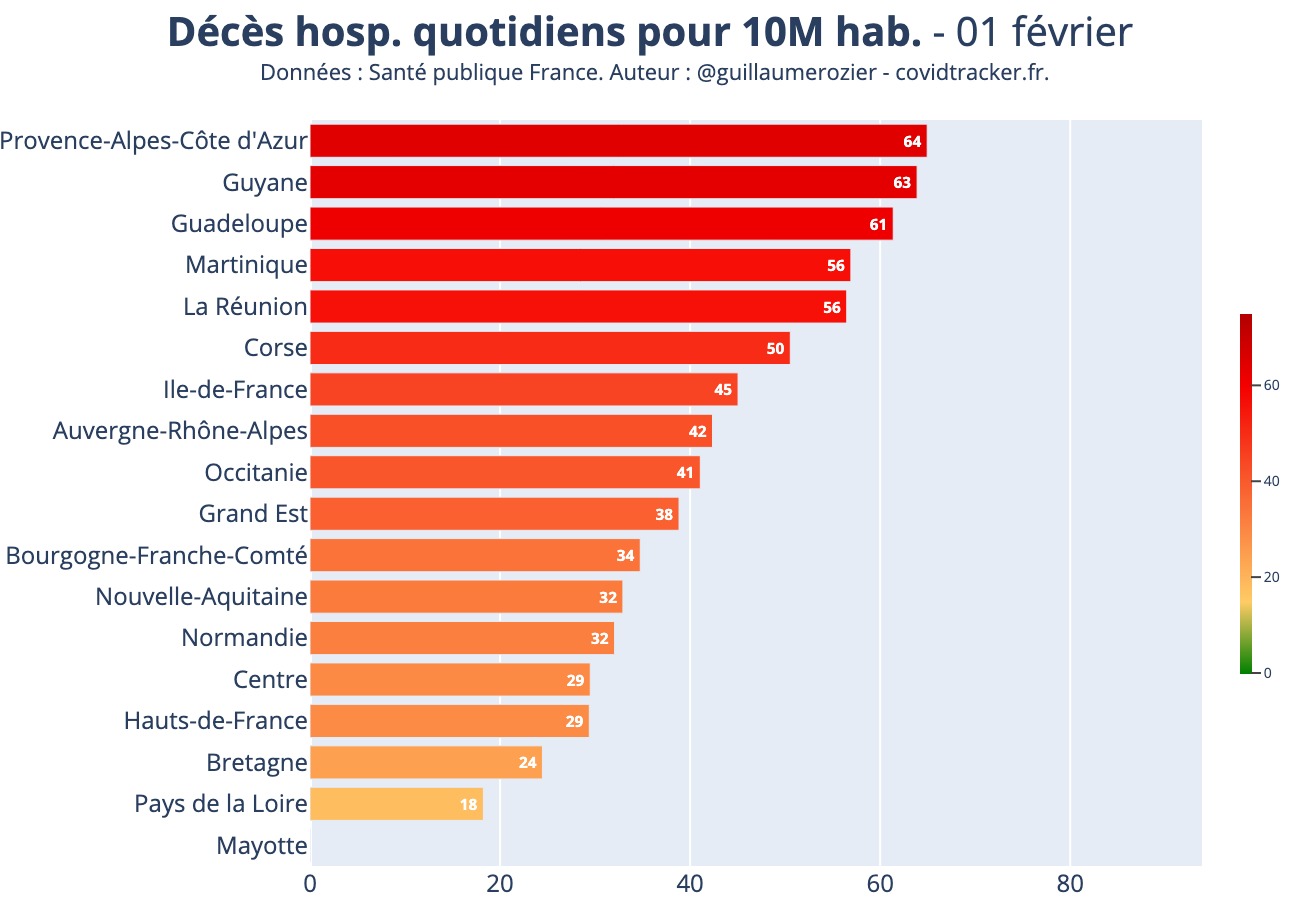 Décès hosp. quotidiens pour 10M hab. - 01 février
Données : Santé publique France. Auteur : @guillaumerozier - covidtracker.fr.
Provence-Alpes-Côte d'Azur 64
Guyane 63
Guadeloupe 61
Martinique 56
La Réunion 56
Corse 50
Ile-de-France 45
Auvergne-Rhône-Alpes 42
Occitanie 41
Grand Est 38
Bourgogne-Franche-Comté 34
Nouvelle-Aquitaine 32
Normandie 32
Centre 29
Hauts-de-France 29
Bretagne 24
Pays de la Loire 18
Mayotte
0 20 40 60 80
60
40
20
0